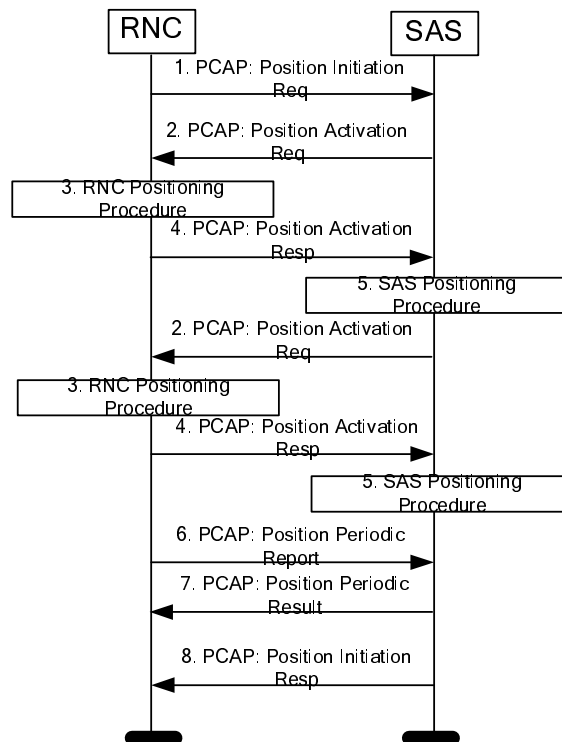 RNC
SAS
1. PCAP: Position Initiation
Req
2. PCAP: Position Activation
Req
3. RNC Positioning
Procedure
4. PCAP: Position Activation
Resp
5. SAS Positioning
Procedure
2. PCAP: Position Activation
Req
3. RNC Positioning
Procedure
4. PCAP: Position Activation
Resp
5. SAS Positioning
Procedure
6. PCAP: Position Periodic
Report
7. PCAP: Position Periodic
Result
8. PCAP: Position Initiation
Resp